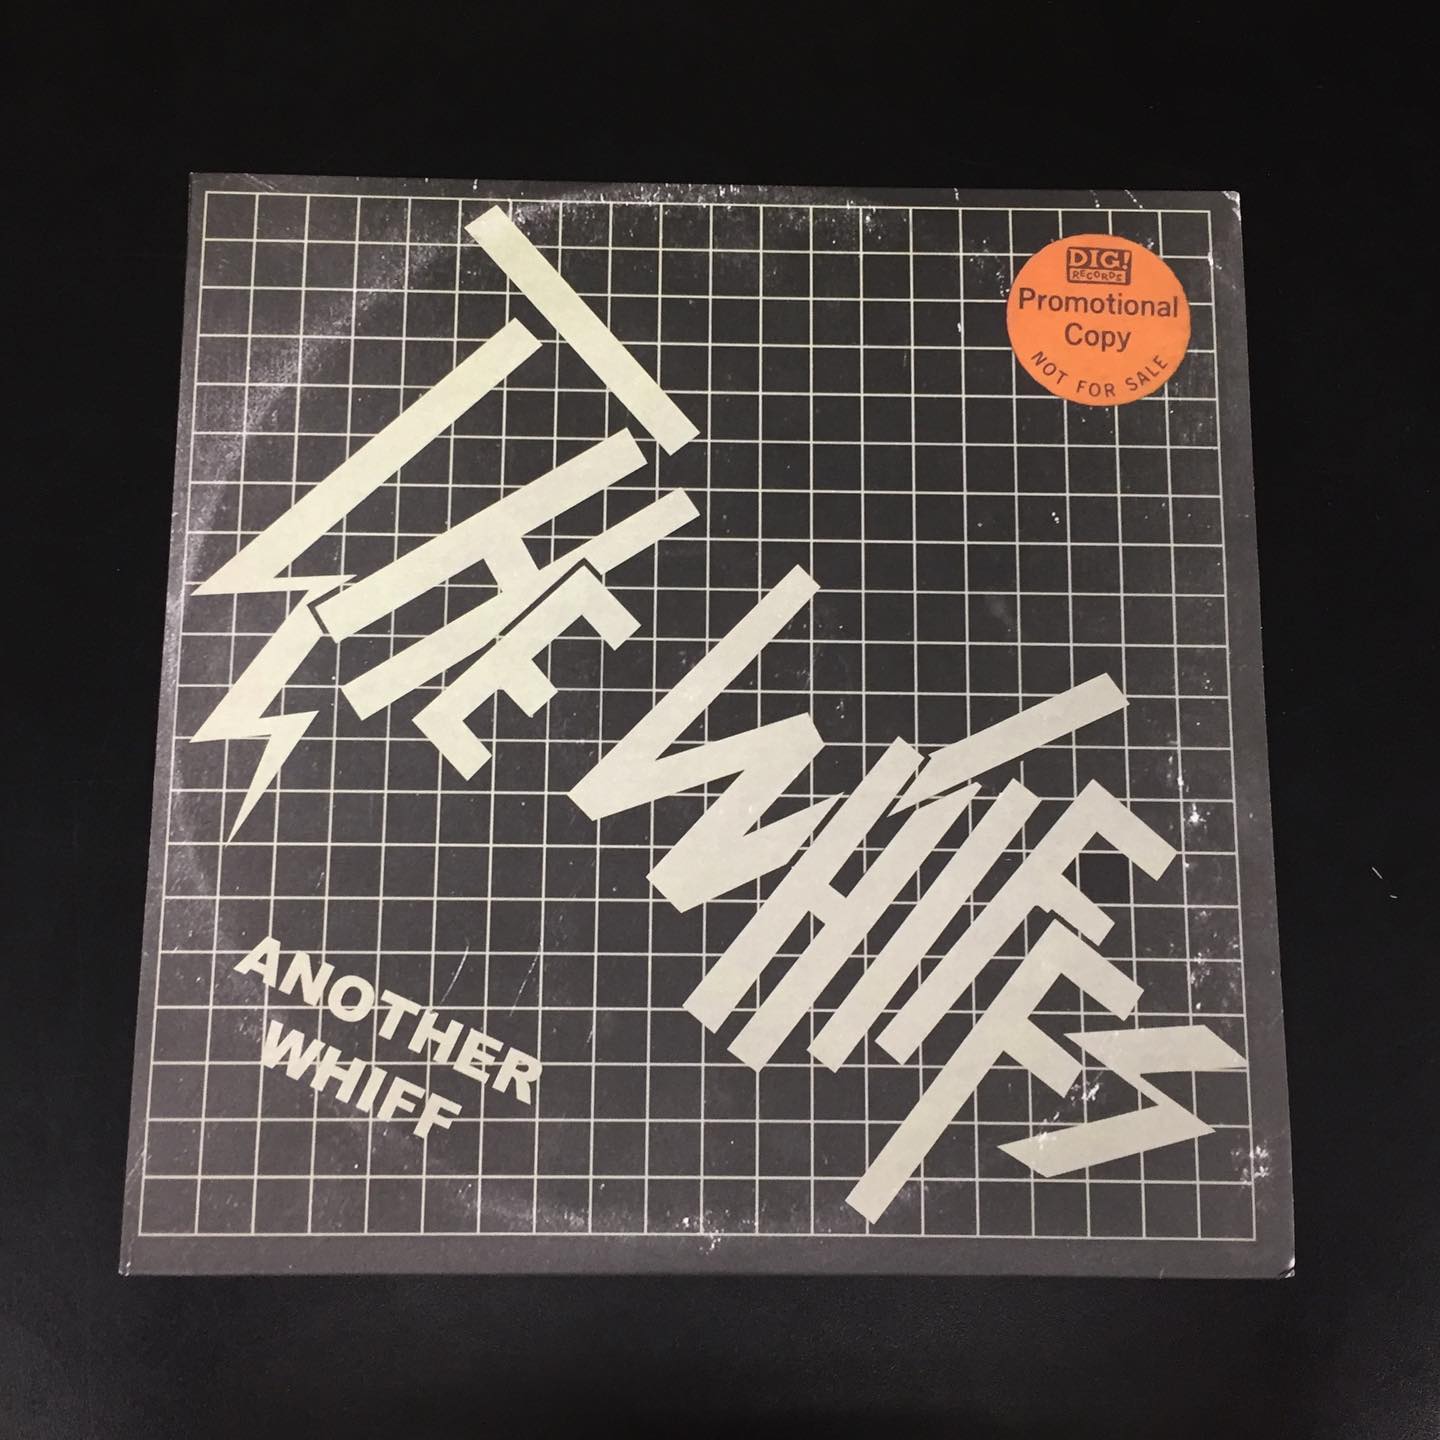 THE WHIFFS
ANOTHER
WHIFF
DIG!
RECORDS
Promotional
Copy
NOT FOR SALE